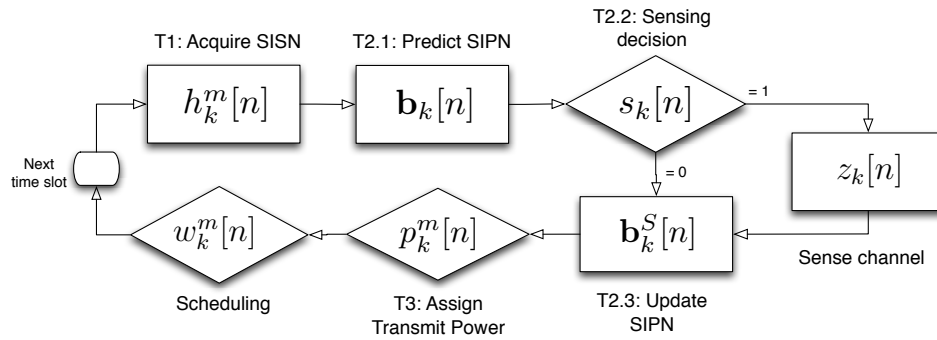 T1: Acquire SISN
T2.1: Predict SIPN
T2.2: Sensing
decision
h_k^m[n]
b_k[n]
s_k[n]
= 1
z_k[n]
Sense channel
= 0
Next
time slot
w_k^m[n]
Scheduling
p_k^m[n]
T3: Assign
Transmit Power
b_k^S[n]
T2.3: Update
SIPN